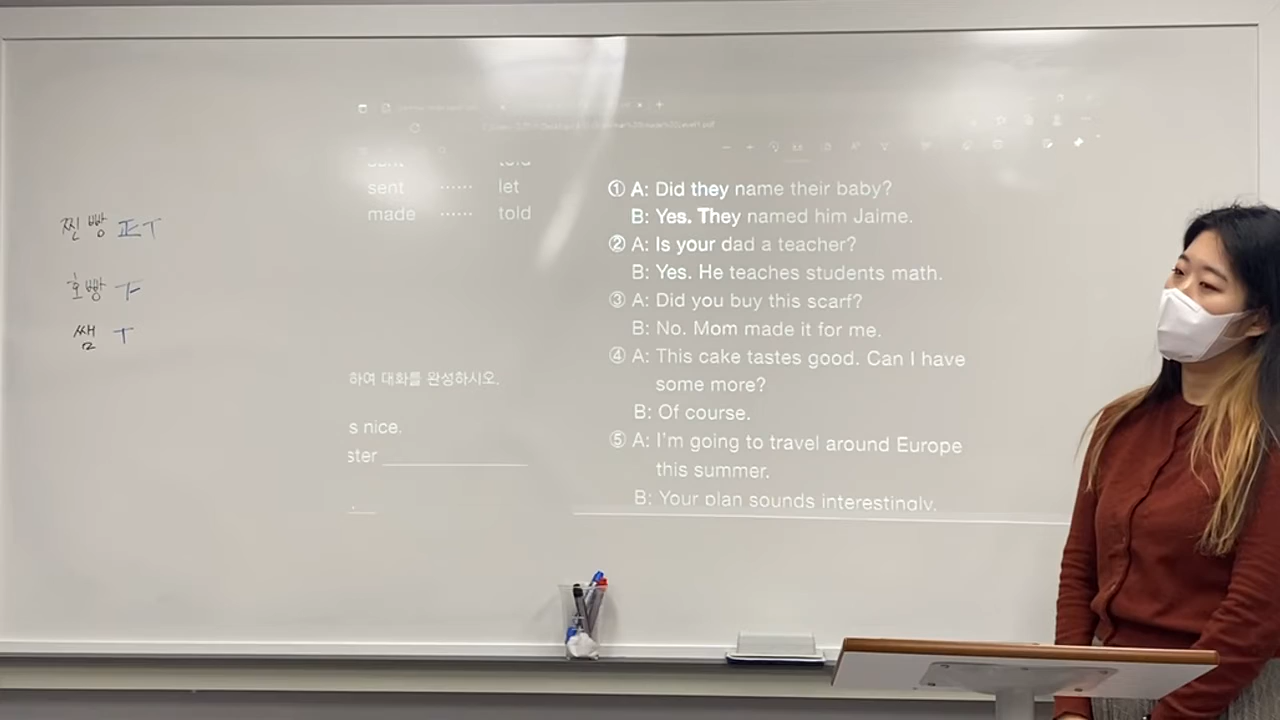 찐빵 正丅
호빵 下
쌤 丅
sent ...... let
made ...... told
하여 대화를 완성하시오.
s nice.
ster
① A: Did they name their baby?
B: Yes. They named him Jaime.
② A: Is your dad a teacher?
B: Yes. He teaches students math.
③ A: Did you buy this scarf?
B: No. Mom made it for me.
④ A: This cake tastes good. Can I have
some more?
B: Of course.
⑤ A: I'm going to travel around Europe
this summer.
B: Your plan sounds interestingly.